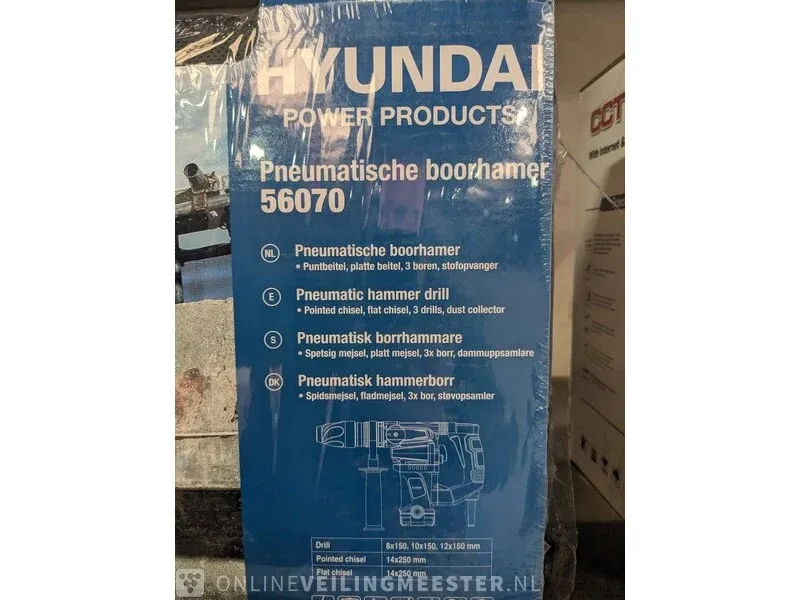 HYUNDAI
POWER PRODUCTS
Pneumatische boorhamer
56070
NL Pneumatische boorhamer
• Puntbeitel, platte beitel, 3 boren, stofopvanger
E Pneumatic hammer drill
• Pointed chisel, flat chisel, 3 drills, dust collector
S Pneumatisk borrhammare
• Spetsig mejsel, platt mejsel, 3x borr, dammuppsamlare
DK Pneumatisk hammerborr
• Spidsmejsel, fladmejsel, 3x bor, støvopsamler
Drill 8x150, 10x150, 12x150 mm
Pointed chisel 14x250 mm
Flat chisel 14x250 mm
CCT
With Internet &
ONLINEVEILINGMEESTER.NL